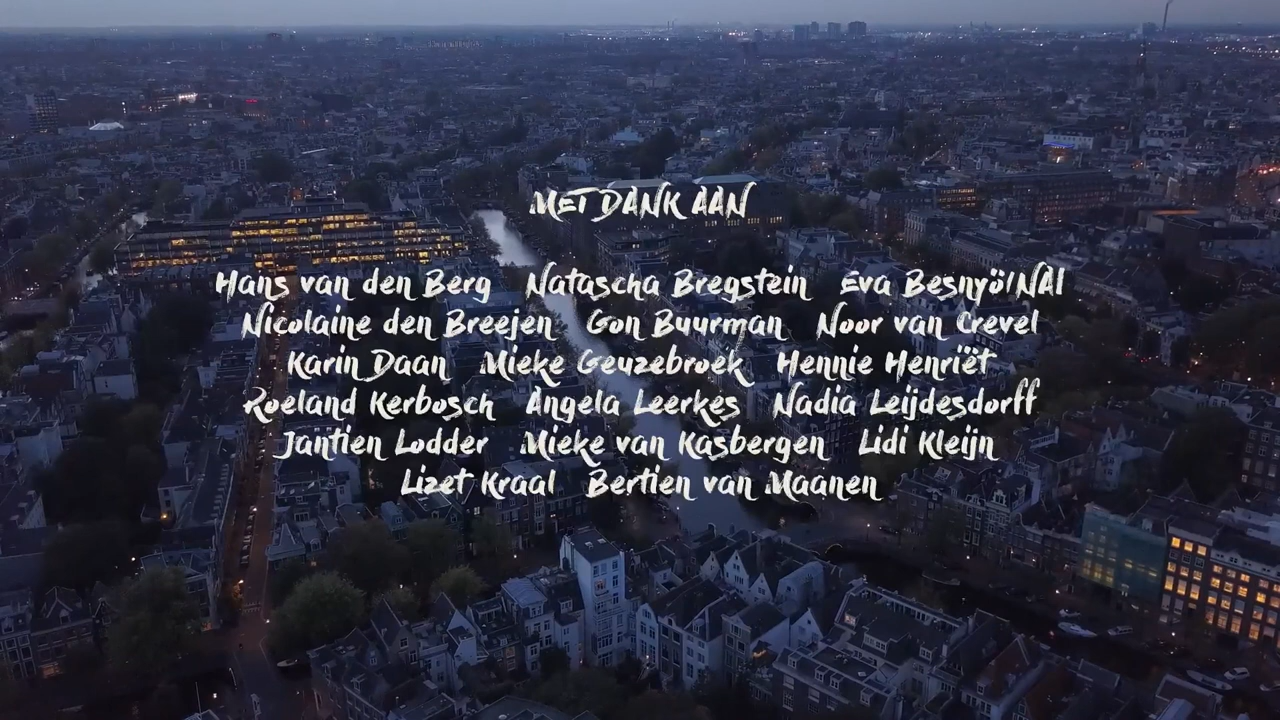 MET DANK AAN
Hans van den Berg Natascha Bregstein Eva Besnyö/NAI
Nicolaine den Breejen Gon Buurman Noor van Crevel
Karin Daan Mieke Geuzebroek Hennie Henriët
Roeland Kerbosch Angela Leerkes Nadia Leijdesdorff
Jantien Lodder Mieke van Kasbergen Lidi Kleijn
Lizet Kraal Bertien van Maanen